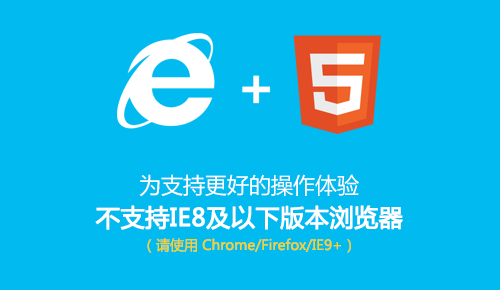 +
5
为支持更好的操作体验
不支持IE8及以下版本浏览器
( 请使用 Chrome/Firefox/IE9+ )